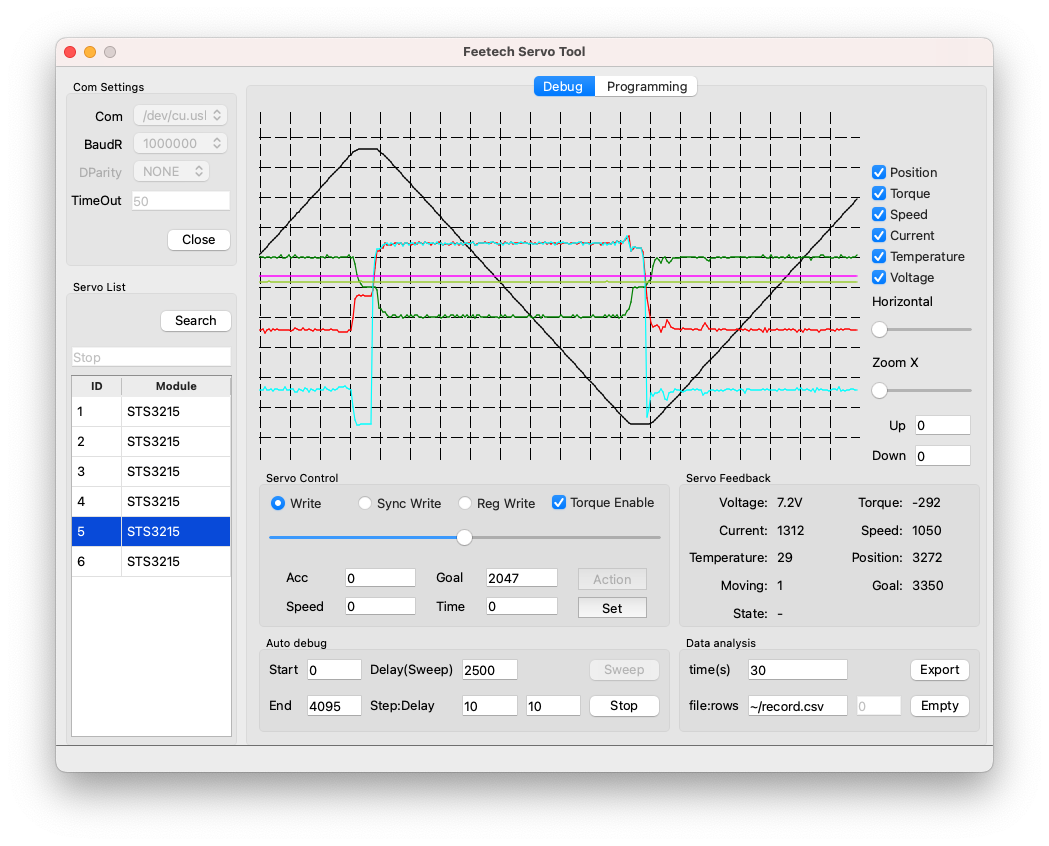 Feetech Servo Tool
Com Settings
Com /dev/cu.usl
BaudR 1000000
DParity NONE
TimeOut 50
Close
Servo List
Search
Stop
ID Module
1 STS3215
2 STS3215
3 STS3215
4 STS3215
5 STS3215
6 STS3215
Debug Programming
Position
Torque
Speed
Current
Temperature
Voltage
Horizontal
Zoom X
Up 0
Down 0
Servo Control
Write Sync Write Reg Write Torque Enable
Acc 0 Goal 2047 Action
Speed 0 Time 0 Set
Servo Feedback
Voltage: 7.2V Torque: -292
Current: 1312 Speed: 1050
Temperature: 29 Position: 3272
Moving: 1 Goal: 3350
State: -
Auto debug
Start 0 Delay(Sweep) 2500 Sweep
End 4095 Step:Delay 10 10 Stop
Data analysis
time(s) 30 Export
file:rows ~/record.csv 0 Empty